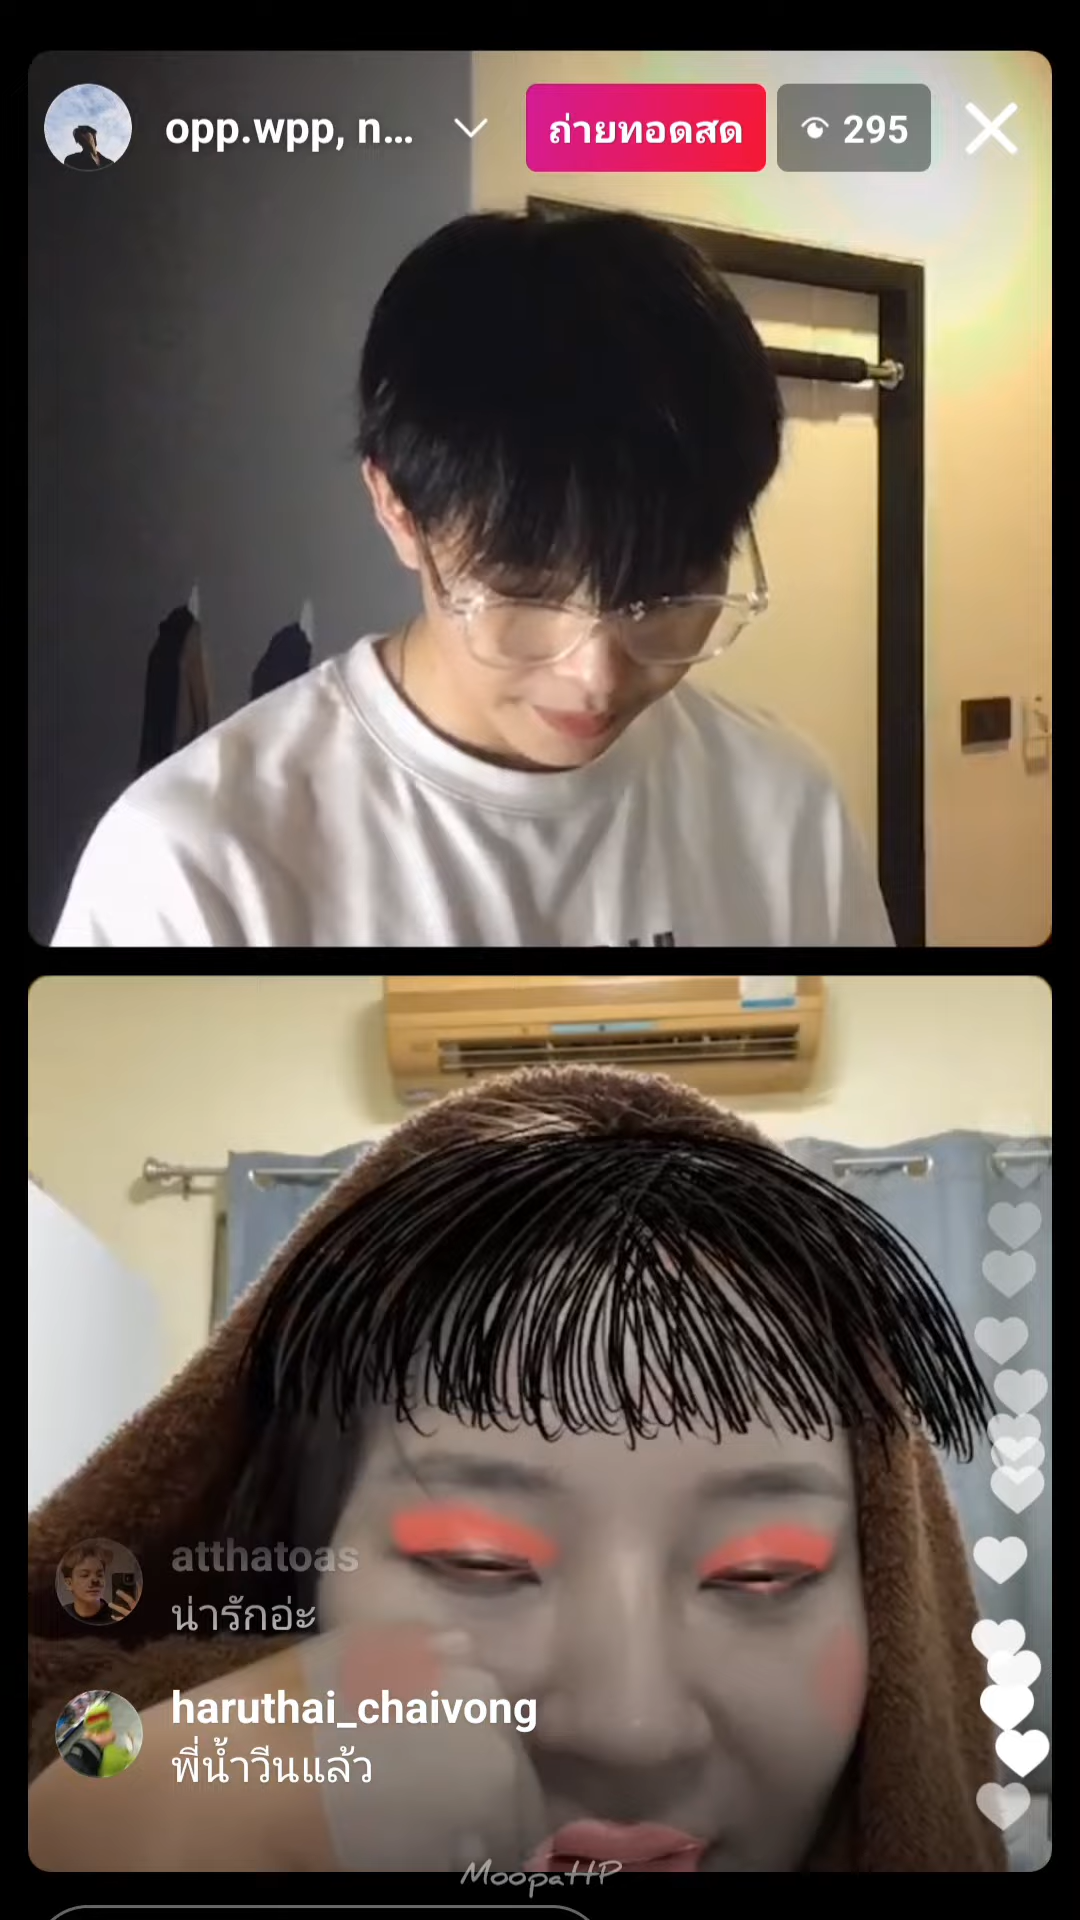 opp.wpp, n...
ถ่ายทอดสด
295
atthatoas
น่ารักอ่ะ
haruthai_chaivong
พี่น้ำวีนแล้ว
MoopaHP